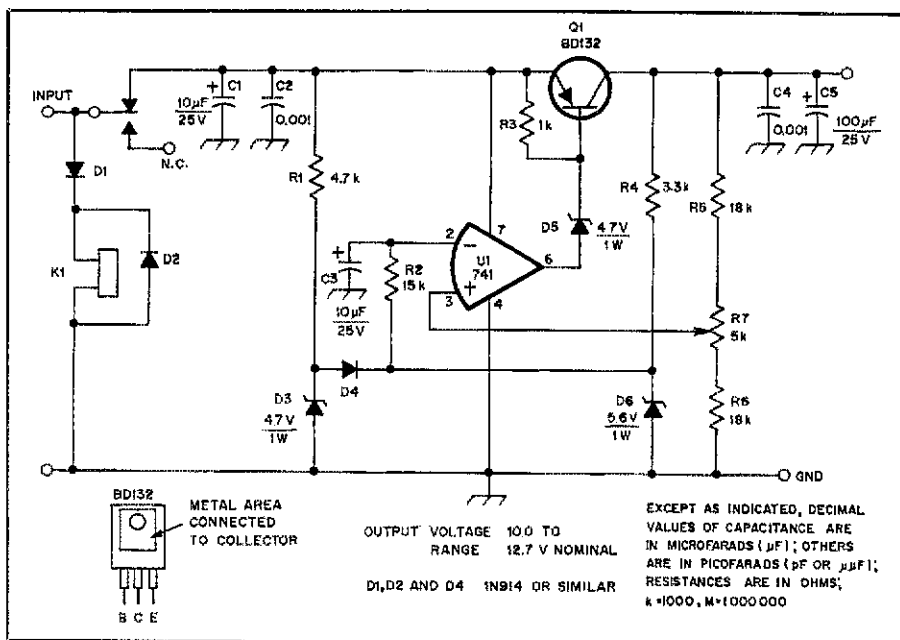 Q1
BD132
INPUT
N.C.
D1
K1
D2
C1
+
10µF
25V
C2
0.001
R1
4.7k
R3
1k
C4
0.001
C5
+
100µF
25V
R4
3.3k
R5
18k
D5
4.7V
1W
2
7
U1
741
6
3
4
+
C3
10µF
25V
R2
15k
R7
5k
D3
4.7V
1W
D4
D6
5.6V
1W
R6
18k
GND
BD132
METAL AREA
CONNECTED
TO COLLECTOR
B C E
OUTPUT VOLTAGE 10.0 TO
RANGE 12.7 V NOMINAL
D1,D2 AND D4 1N914 OR SIMILAR
EXCEPT AS INDICATED, DECIMAL
VALUES OF CAPACITANCE ARE
IN MICROFARADS (µF); OTHERS
ARE IN PICOFARADS (pF OR µµF);
RESISTANCES ARE IN OHMS;
k=1000, M=1000000